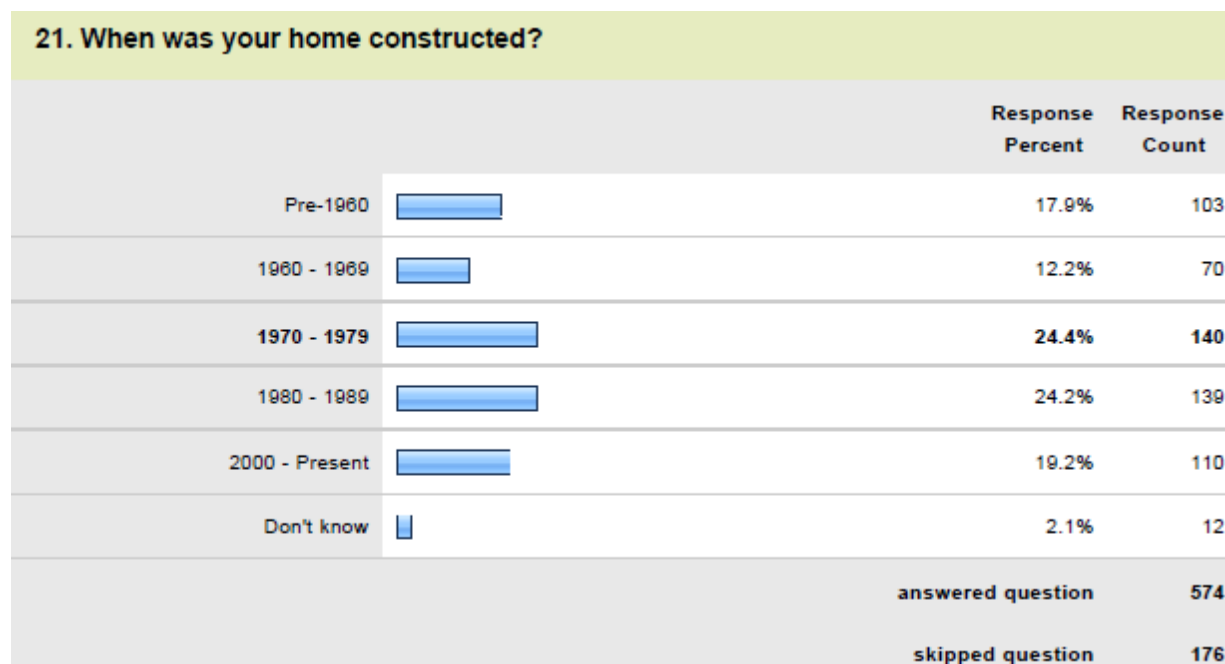 21. When was your home constructed?
Response Response
Percent Count
Pre-1960 17.9% 103
1960 - 1969 12.2% 70
1970 - 1979 24.4% 140
1980 - 1989 24.2% 139
2000 - Present 19.2% 110
Don't know 2.1% 12
answered question 574
skipped question 176